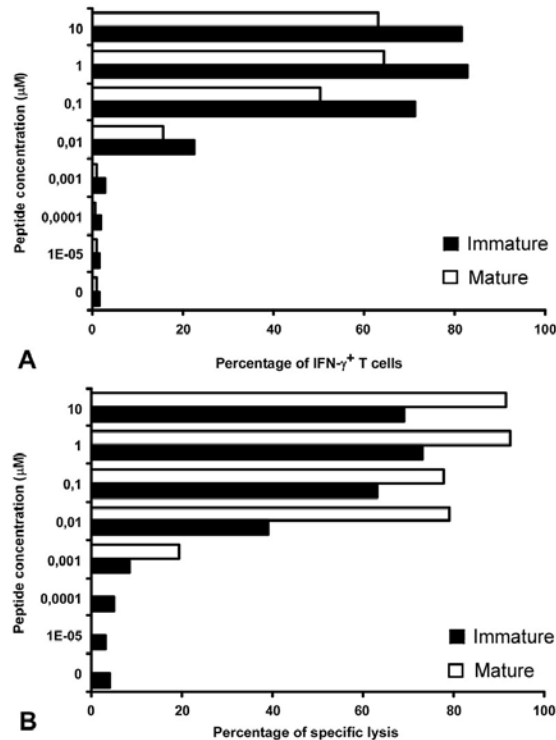 Peptide concentration (µM)
10
1
0,1
0,01
0,001
0,0001
1E-05
0
Immature
Mature
0 20 40 60 80 100
A
Percentage of IFN-γ+ T cells
Peptide concentration (µM)
10
1
0,1
0,01
0,001
0,0001
1E-05
0
Immature
Mature
0 20 40 60 80 100
B
Percentage of specific lysis